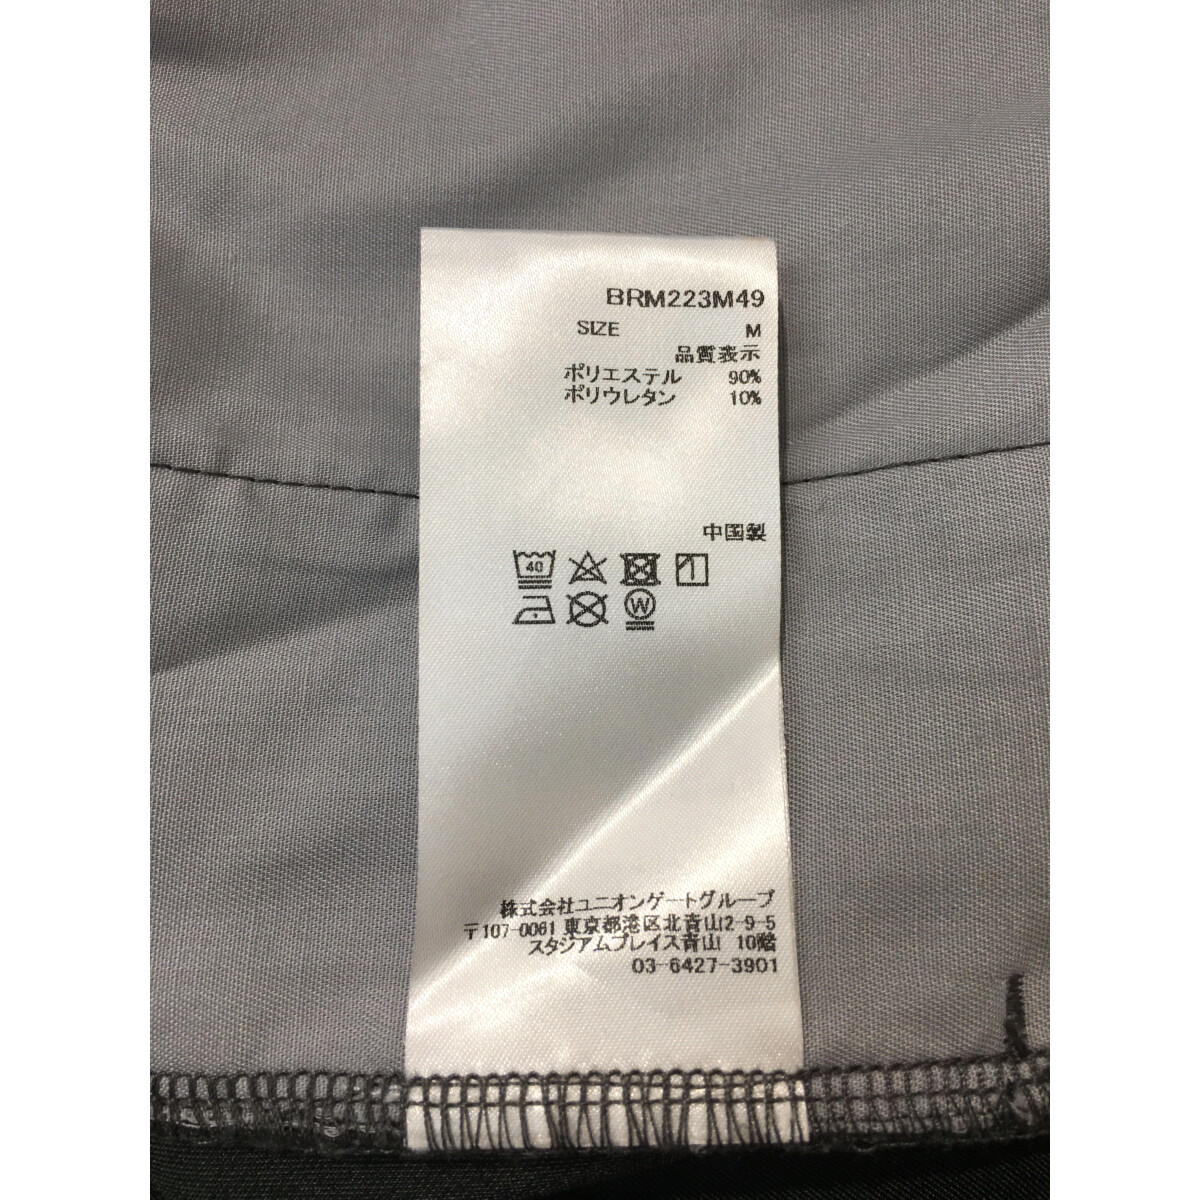 BRM223M49
SIZE M
品質表示
ポリエステル 90%
ポリウレタン 10%
中国製
40
W
株式会社ユニオンゲートグループ
〒107-0061 東京都港区北青山2-9-5
スタジアムプレイス青山 10階
03-6427-3901